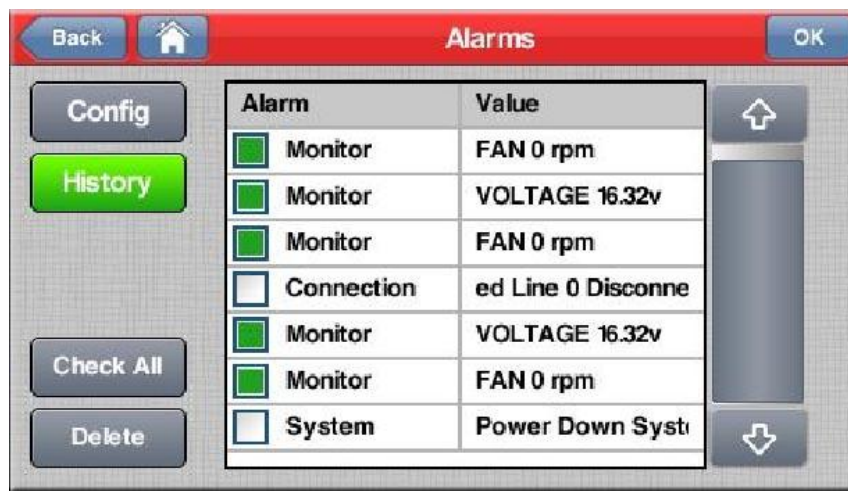 Back
Alarms
OK
Config
History
Check All
Delete
Alarm Value
Monitor FAN 0 rpm
Monitor VOLTAGE 16.32v
Monitor FAN 0 rpm
Connection ed Line 0 Disconne
Monitor VOLTAGE 16.32v
Monitor FAN 0 rpm
System Power Down Syst